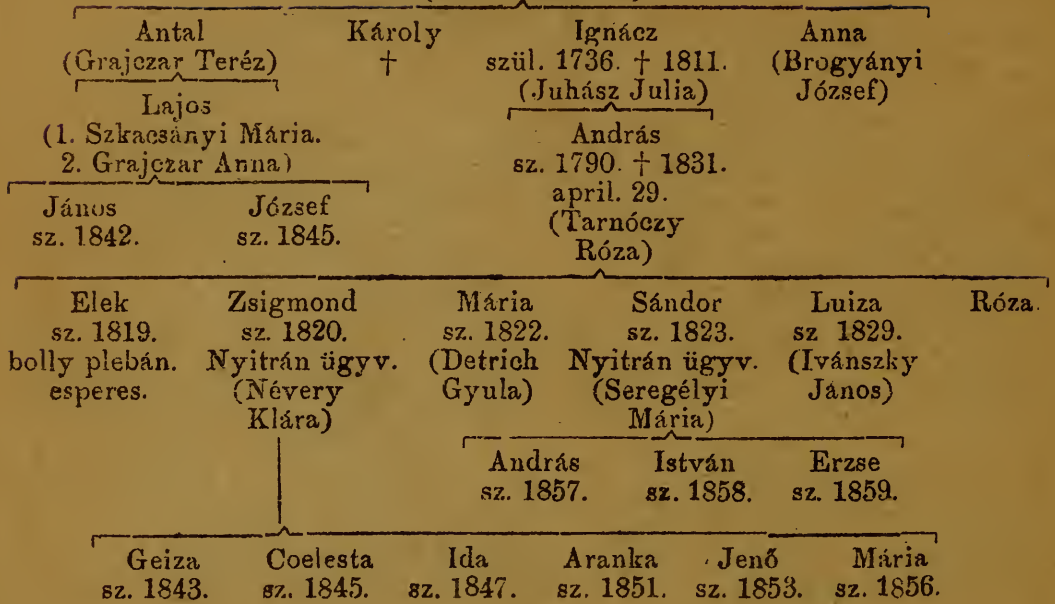 Antal Károly Ignácz Anna
(Grajczar Teréz) † szül. 1736. † 1811. (Brogyányi
(Juhász Julia) József)
Lajos
(1. Szkacsányi Mária. András
2. Grajczar Anna) sz. 1790. † 1831.
april. 29.
János József (Tarnóczy
sz. 1842. sz. 1845. Róza)
Elek Zsigmond Mária Sándor Luiza Róza.
sz. 1819. sz. 1820. sz. 1822. sz. 1823. sz 1829.
bolly plebán. Nyitrán ügyv. (Detrich Nyitrán ügyv. (Ivánszky
esperes. (Névery Gyula) (Seregélyi János)
Klára) Mária)
András István Erzse
sz. 1857. sz. 1858. sz. 1859.
Geiza Coelesta Ida Aranka Jenő Mária
sz. 1843. sz. 1845. sz. 1847. sz. 1851. sz. 1853. sz. 1856.